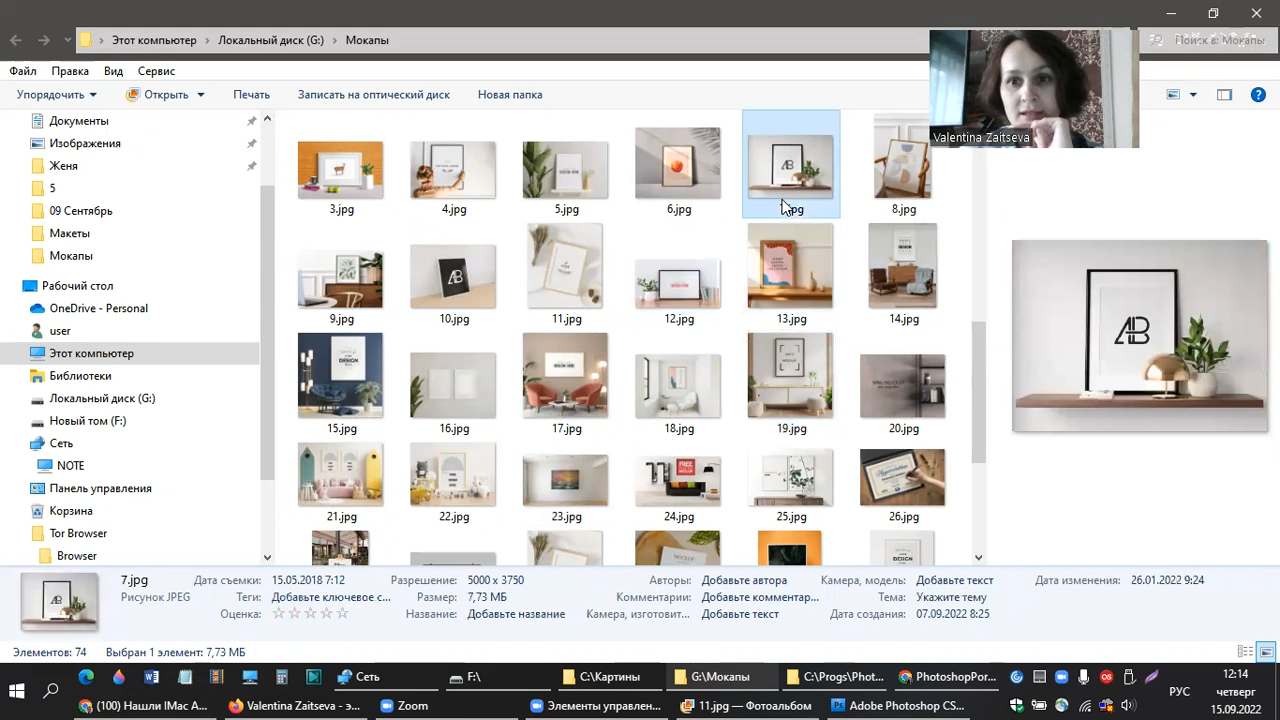 Этот компьютер
Локальный диск (G:)
Мокапы
Поиск в: Мокапы
Файл
Правка
Вид
Сервис
Упорядочить
Открыть
Печать
Записать на оптический диск
Новая папка
Valentina Zaitseva
Документы
Изображения
Женя
5
09 Сентябрь
Макеты
Мокапы
Рабочий стол
OneDrive - Personal
user
Этот компьютер
Библиотеки
Локальный диск (G:)
Новый том (F:)
Сеть
NOTE
Панель управления
Корзина
Tor Browser
Browser
3.jpg
4.jpg
5.jpg
6.jpg
8.jpg
9.jpg
10.jpg
11.jpg
12.jpg
13.jpg
14.jpg
15.jpg
16.jpg
17.jpg
18.jpg
19.jpg
20.jpg
21.jpg
22.jpg
23.jpg
24.jpg
25.jpg
26.jpg
7.jpg
Рисунок JPEG
Дата съемки: 15.05.2018 7:12
Теги: Добавьте ключевое с...
Оценка:
Разрешение: 5000 x 3750
Размер: 7,73 МБ
Название: Добавьте название
Авторы: Добавьте автора
Комментарии: Добавьте комментар...
Камера, изготовит... Добавьте текст
Камера, модель: Добавьте текст
Тема: Укажите тему
Дата создания: 07.09.2022 8:25
Дата изменения: 26.01.2022 9:24
Элементов: 74
Выбран 1 элемент: 7,73 МБ
Сеть
F:\
C:\Картины
G:\Мокапы
C:\Progs\Phot...
PhotoshopPor...
РУС
12:14
четверг
15.09.2022
(100) Нашли IMac A...
Valentina Zaitseva - э...
Zoom
Элементы управлен...
11.jpg — Фотоальбом
Adobe Photoshop CS...